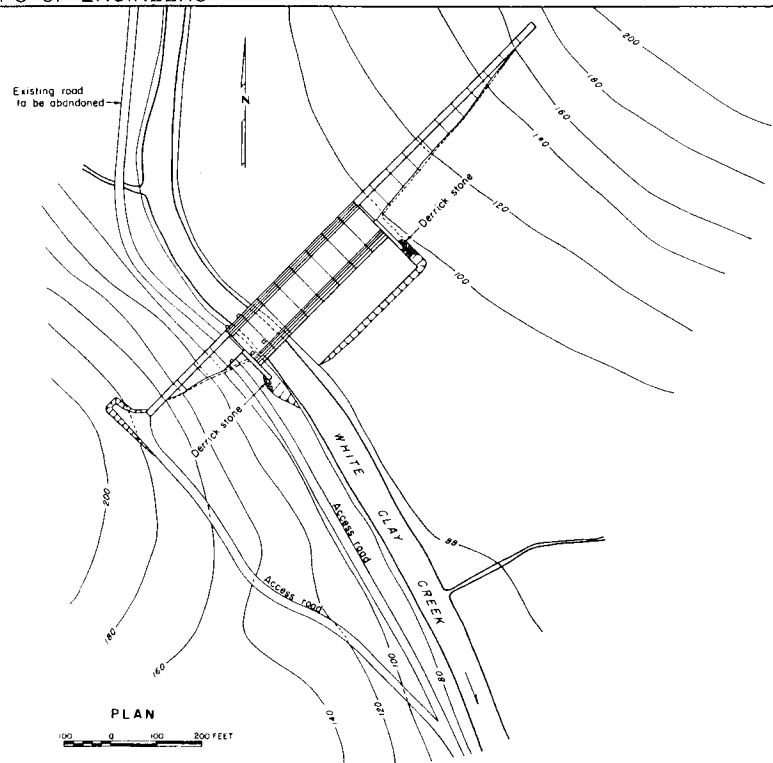 Existing road
to be abandoned
N
200
180
160
140
120
100
Derrick stone
Derrick stone
WHITE
CLAY
CREEK
88
Access road
Access road
200
180
160
140
120
100
80
PLAN
100 0 100 200 FEET